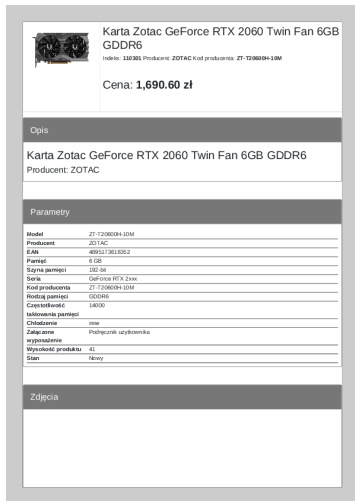 Karta Zotac GeForce RTX 2060 Twin Fan 6GB
GDDR6
Indeks: 110301 Producent: ZOTAC Kod producenta: ZT-T20600H-10M
Cena: 1,690.60 zł
Opis
Karta Zotac GeForce RTX 2060 Twin Fan 6GB GDDR6
Producent: ZOTAC
Parametry
Model ZT-T20600H-10M
Producent ZOTAC
EAN 4895173616352
Pamięć 6 GB
Szyna pamięci 192-bit
Seria GeForce RTX 2xxx
Kod producenta ZT-T20600H-10M
Rodzaj pamięci GDDR6
Częstotliwość 14000
taktowania pamięci
Chłodzenie inne
Załączone Podręcznik użytkownika
wyposażenie
Wysokość produktu 41
Stan Nowy
Zdjęcia